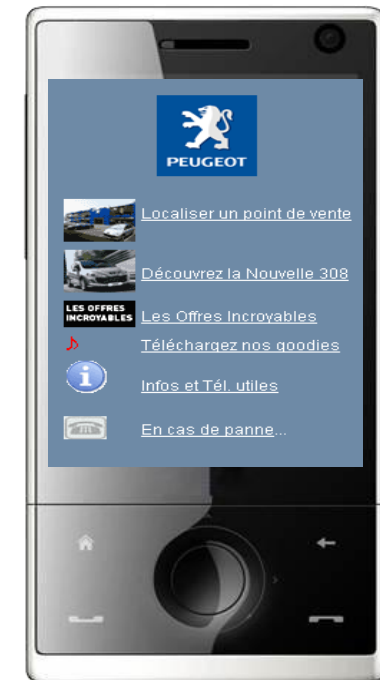 PEUGEOT
Localiser un point de vente
Découvrez la Nouvelle 308
LES OFFRES
INCROYABLES
Les Offres Incroyables
Téléchargez nos goodies
Infos et Tél. utiles
En cas de panne...